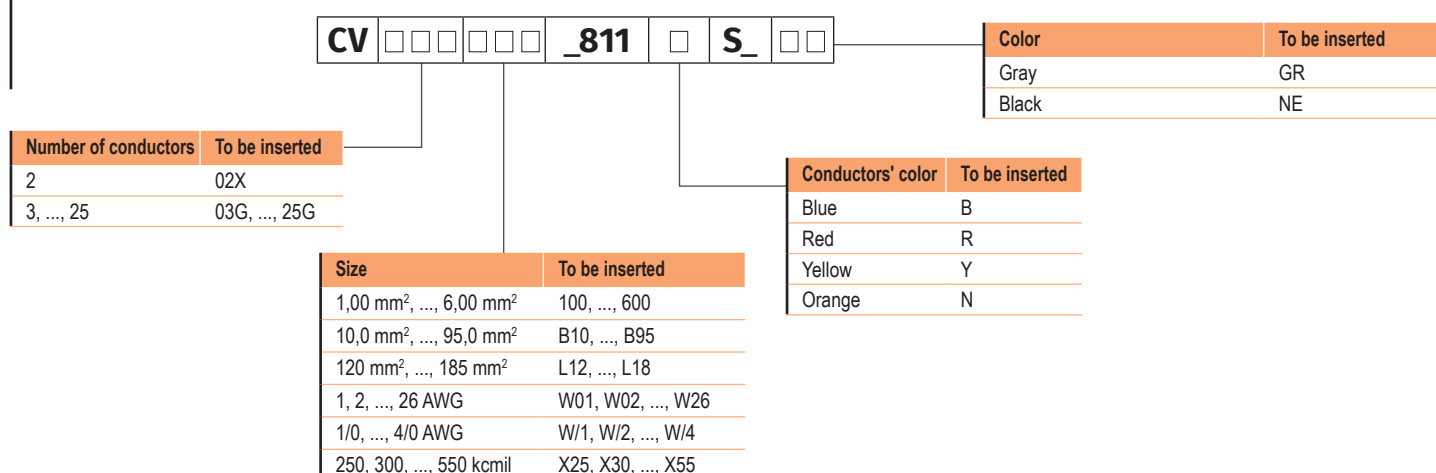 CV□□□□□□ _811 □ S_ □□
Color To be inserted
Gray GR
Black NE
Number of conductors To be inserted
2 02X
3, ..., 25 03G, ..., 25G
Conductors' color To be inserted
Blue B
Red R
Yellow Y
Orange N
Size To be inserted
1,00 mm², ..., 6,00 mm² 100, ..., 600
10,0 mm², ..., 95,0 mm² B10, ..., B95
120 mm², ..., 185 mm² L12, ..., L18
1, 2, ..., 26 AWG W01, W02, ..., W26
1/0, ..., 4/0 AWG W/1, W/2, ..., W/4
250, 300, ..., 550 kcmil X25, X30, ..., X55